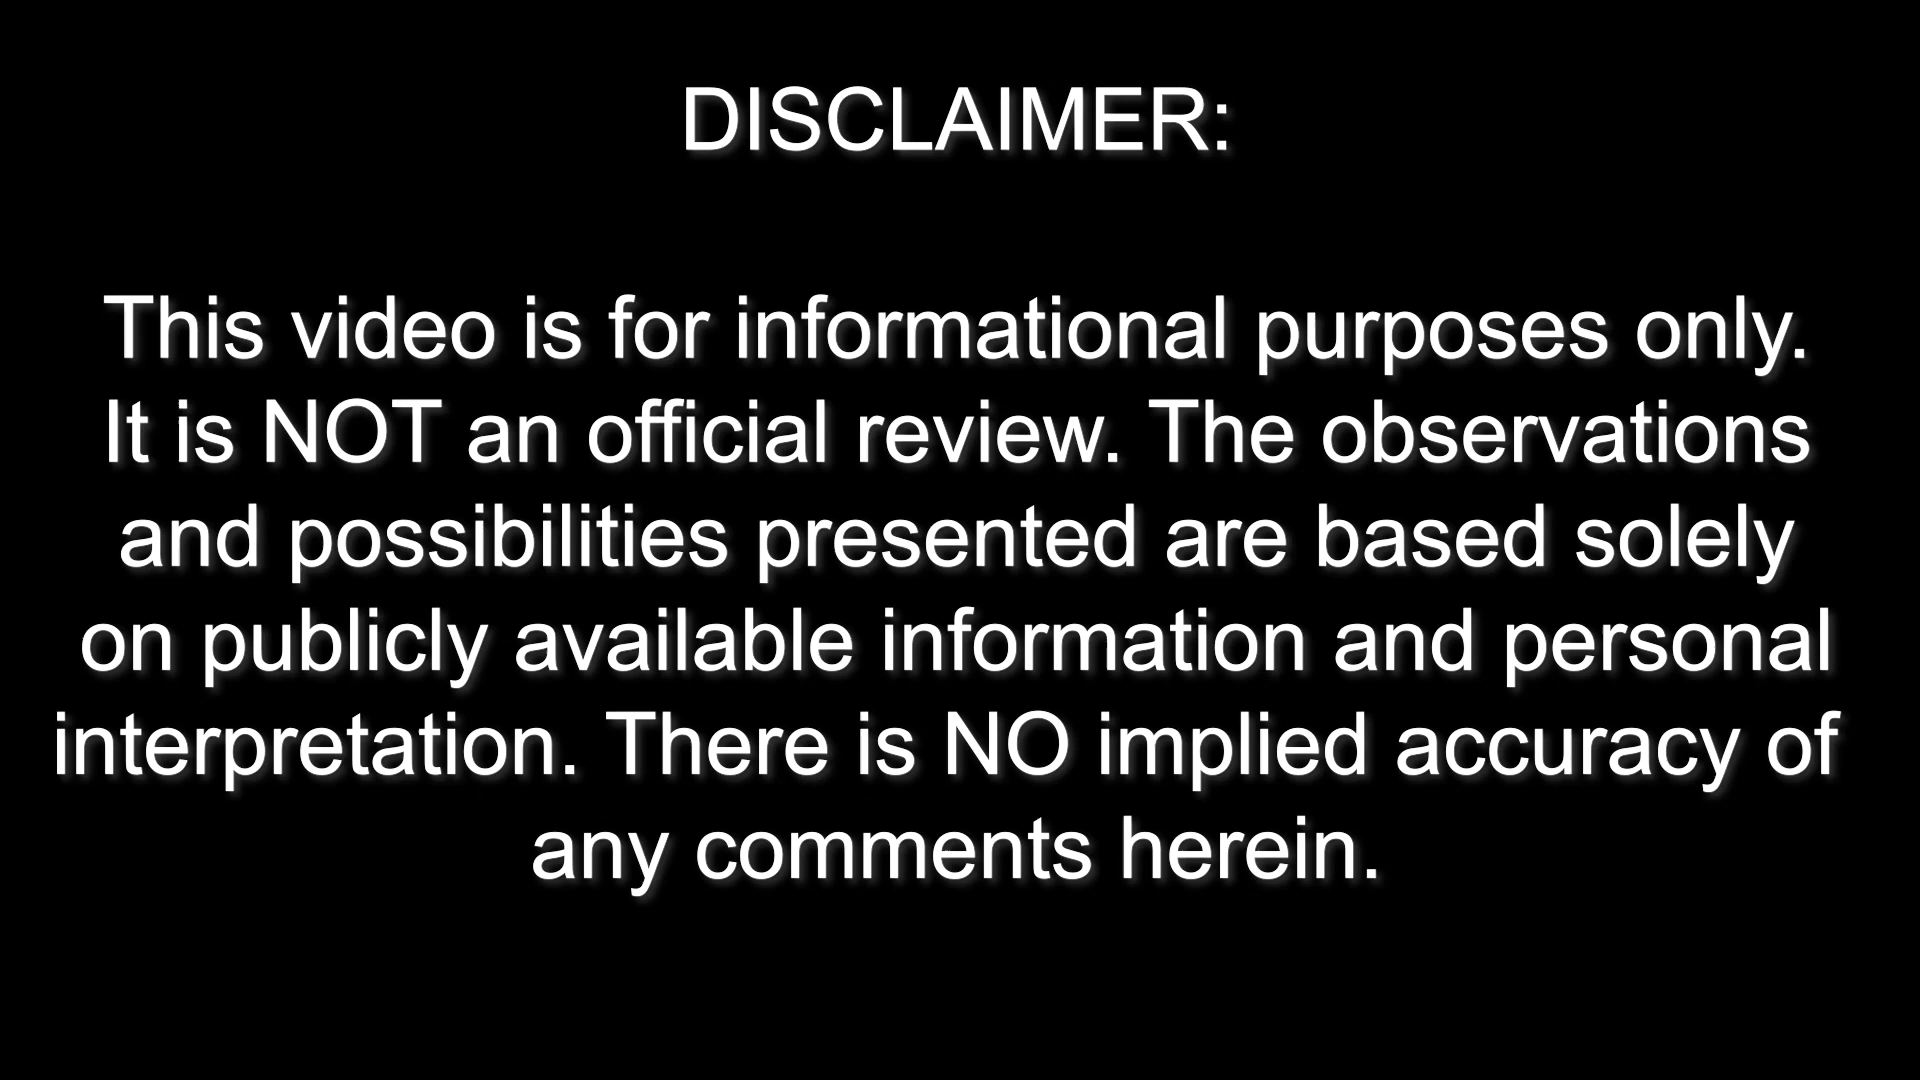 DISCLAIMER:
This video is for informational purposes only.
It is NOT an official review. The observations
and possibilities presented are based solely
on publicly available information and personal
interpretation. There is NO implied accuracy of
any comments herein.